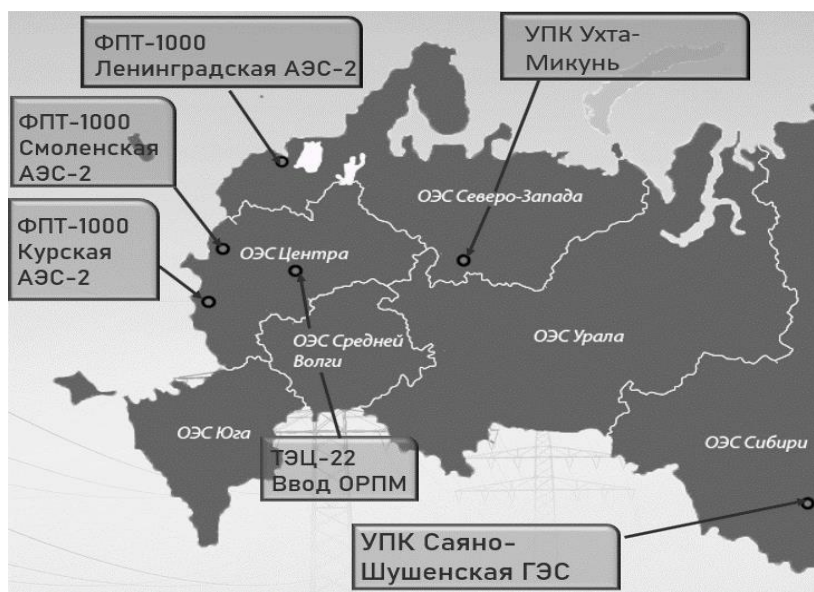 ФПТ-1000
Ленинградская АЭС-2
УПК Ухта-
Микунь
ФПТ-1000
Смоленская
АЭС-2
ФПТ-1000
Курская
АЭС-2
ОЭС Северо-Запада
ОЭС Центра
ОЭС Средней
Волги
ОЭС Урала
ОЭС Юга
ОЭС Сибири
ТЭЦ-22
Ввод ОРПМ
УПК Саяно-
Шушенская ГЭС